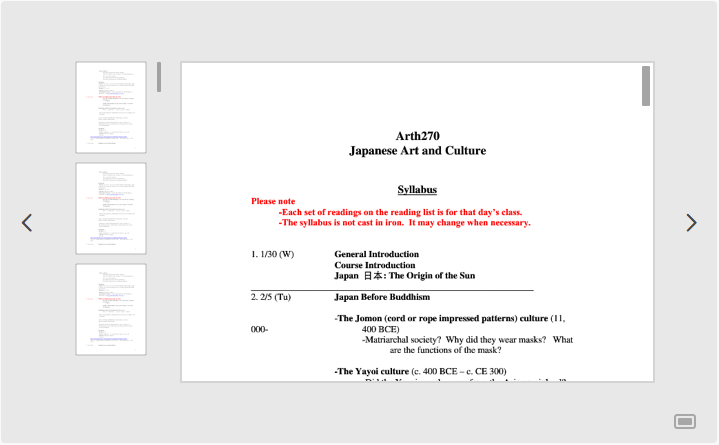 Arth270
Japanese Art and Culture
Syllabus
Please note
-Each set of readings on the reading list is for that day's class.
-The syllabus is not cast in iron. It may change when necessary.
1. 1/30 (W) General Introduction
Course Introduction
Japan 日本: The Origin of the Sun
2. 2/5 (Tu) Japan Before Buddhism
-The Jomon (cord or rope impressed patterns) culture (11,
000- 400 BCE)
-Matriarchal society? Why did they wear masks? What
are the functions of the mask?
-The Yayoi culture (c. 400 BCE – c. CE 300)